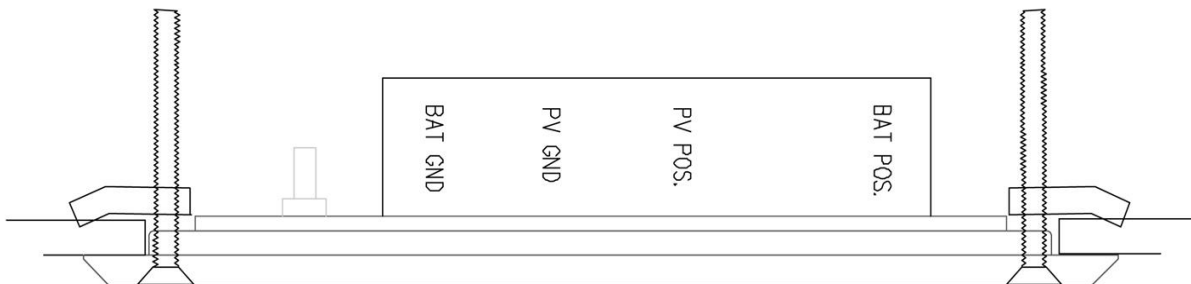 BAT GND
PV GND
PV POS.
BAT POS.